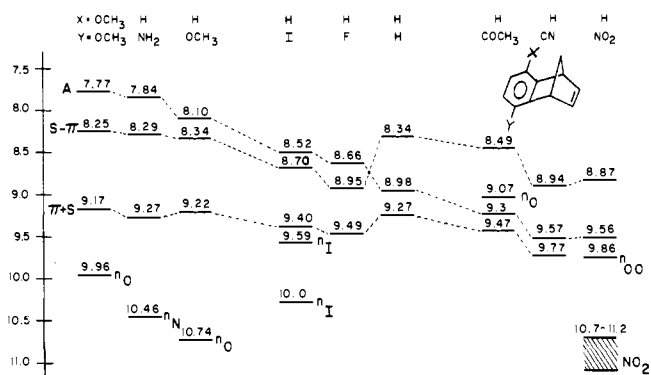 X = OCH3 H H H H H H H H
Y = OCH3 NH2 OCH3 I F H COCH3 CN NO2
7.5
8.0
8.5
9.0
9.5
10.0
10.5
11.0
A 7.77 7.84 8.10 8.52 8.66 8.34 8.49 8.94 8.87
S-π 8.25 8.29 8.34 8.70 8.95 8.98 9.07 nO
π+S 9.17 9.27 9.22 9.40 9.49 9.27 9.3 9.57 9.56
9.59 nI 9.47 9.77 9.86 nOO
9.96 nO 10.0 nI
10.46 nN 10.74 nO 10.7-11.2 NO2
X
Y